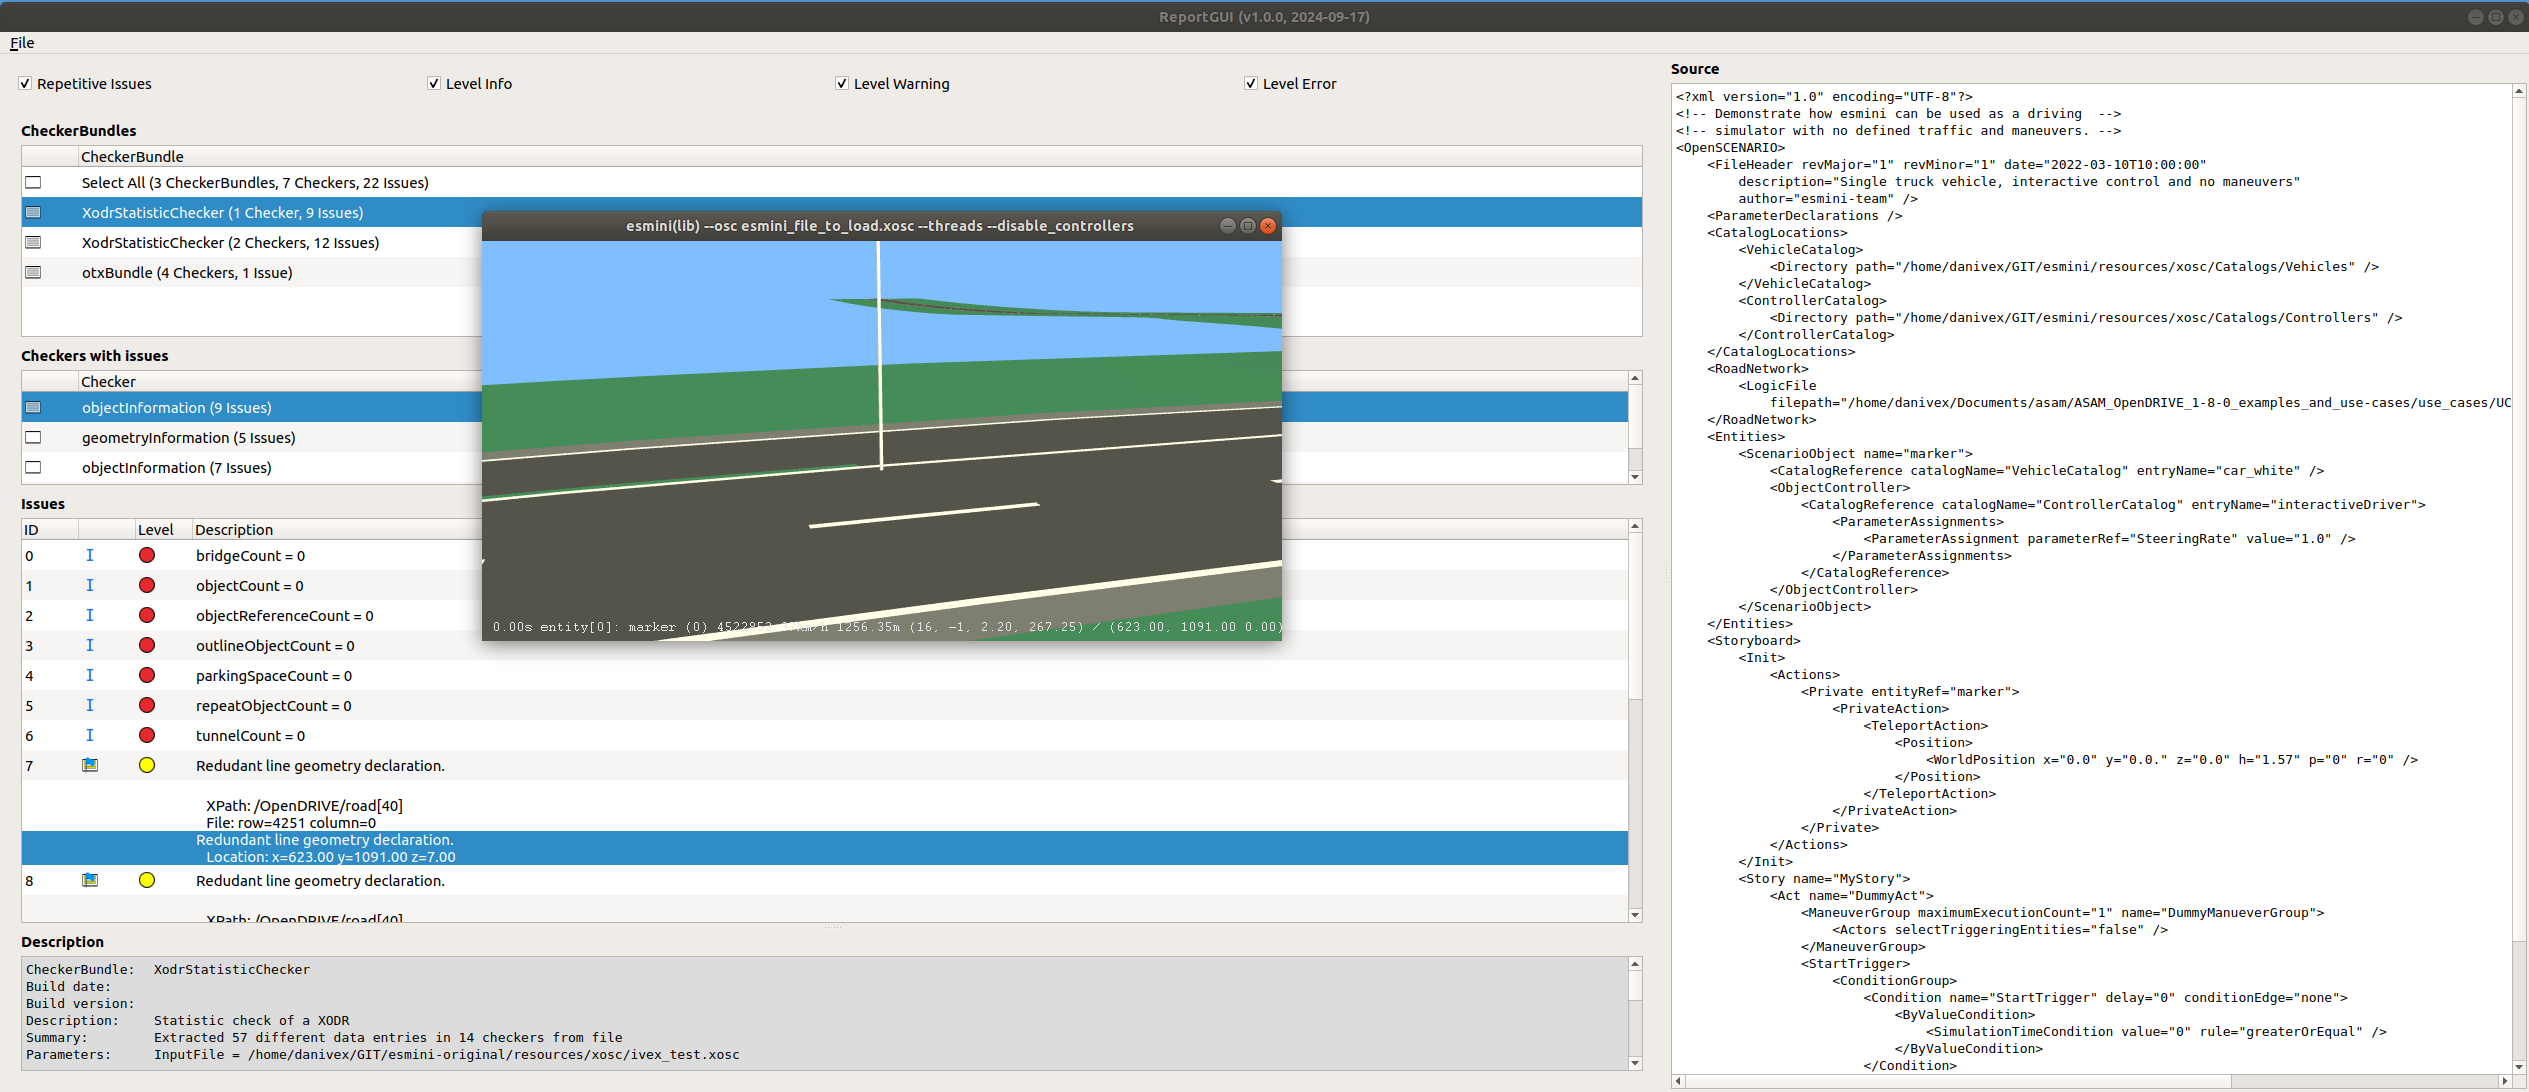 ReportGUI (v1.0.0, 2024-09-17)
File
Repetitive Issues
Level Info
Level Warning
Level Error
CheckerBundles
CheckerBundle
Select All (3 CheckerBundles, 7 Checkers, 22 Issues)
XodrStatisticChecker (1 Checker, 9 Issues)
XodrStatisticChecker (2 Checkers, 12 Issues)
otxBundle (4 Checkers, 1 Issue)
Checkers with issues
Checker
objectInformation (9 Issues)
geometryInformation (5 Issues)
objectInformation (7 Issues)
Issues
ID Level Description
0 I bridgeCount = 0
1 I objectCount = 0
2 I objectReferenceCount = 0
3 I outlineObjectCount = 0
4 I parkingSpaceCount = 0
5 I repeatObjectCount = 0
6 I tunnelCount = 0
7 Redudant line geometry declaration.
XPath: /OpenDRIVE/road[40]
File: row=4251 column=0
Redundant line geometry declaration.
Location: x=623.00 y=1091.00 z=7.00
8 Redudant line geometry declaration.
XPath: /OpenDRIVE/road[40]
Description
CheckerBundle: XodrStatisticChecker
Build date:
Build version:
Description: Statistic check of a XODR
Summary: Extracted 57 different data entries in 14 checkers from file
Parameters: InputFile = /home/danivex/GIT/esmini-original/resources/xosc/ivex_test.xosc
esmini(lib) --osc esmini_file_to_load.xosc --threads --disable_controllers
0.00s entity[0]: marker (0) 1256.35m (16, -1, 2.20, 267.25) / (623.00, 1091.00 0.00)
Source
<?xml version="1.0" encoding="UTF-8"?>
<!-- Demonstrate how esmini can be used as a driving  -->
<!-- simulator with no defined traffic and maneuvers. -->
<OpenSCENARIO>
<FileHeader revMajor="1" revMinor="1" date="2022-03-10T10:00:00"
description="Single truck vehicle, interactive control and no maneuvers"
author="esmini-team" />
<ParameterDeclarations />
<CatalogLocations>
<VehicleCatalog>
<Directory path="/home/danivex/GIT/esmini/resources/xosc/Catalogs/Vehicles" />
</VehicleCatalog>
<ControllerCatalog>
<Directory path="/home/danivex/GIT/esmini/resources/xosc/Catalogs/Controllers" />
</ControllerCatalog>
</CatalogLocations>
<RoadNetwork>
<LogicFile
filepath="/home/danivex/Documents/asam/ASAM_OpenDRIVE_1-8-0_examples_and_use-cases/use_cases/UC
</RoadNetwork>
<Entities>
<ScenarioObject name="marker">
<CatalogReference catalogName="VehicleCatalog" entryName="car_white" />
<ObjectController>
<CatalogReference catalogName="ControllerCatalog" entryName="interactiveDriver">
<ParameterAssignments>
<ParameterAssignment parameterRef="SteeringRate" value="1.0" />
</ParameterAssignments>
</CatalogReference>
</ObjectController>
</ScenarioObject>
</Entities>
<Storyboard>
<Init>
<Actions>
<Private entityRef="marker">
<PrivateAction>
<TeleportAction>
<Position>
<WorldPosition x="0.0" y="0.0." z="0.0" h="1.57" p="0" r="0" />
</Position>
</TeleportAction>
</PrivateAction>
</Private>
</Actions>
</Init>
<Story name="MyStory">
<Act name="DummyAct">
<ManeuverGroup maximumExecutionCount="1" name="DummyManueverGroup">
<Actors selectTriggeringEntities="false" />
</ManeuverGroup>
<StartTrigger>
<ConditionGroup>
<Condition name="StartTrigger" delay="0" conditionEdge="none">
<ByValueCondition>
<SimulationTimeCondition value="0" rule="greaterOrEqual" />
</ByValueCondition>
</Condition>